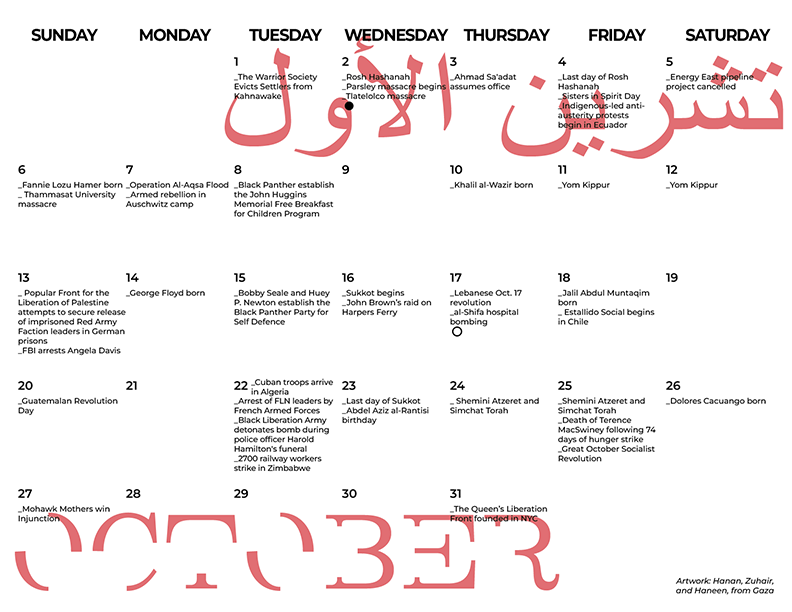 SUNDAY MONDAY TUESDAY WEDNESDAY THURSDAY FRIDAY SATURDAY
تشرين الأول
1
_The Warrior Society
Evicts Settlers from
Kahnawake
2
_Rosh Hashanah
_Parsley massacre begins
_Tlatelolco massacre
3
_Ahmad Sa'adat
assumes office
4
_Last day of Rosh
Hashanah
_Sisters in Spirit Day
_Indigenous-led anti-
austerity protests
begin in Ecuador
5
_Energy East pipeline
project cancelled
6
_Fannie Lozu Hamer born
_ Thammasat University
massacre
7
_Operation Al-Aqsa Flood
_Armed rebellion in
Auschwitz camp
8
_Black Panther establish
the John Huggins
Memorial Free Breakfast
for Children Program
9
10
_Khalil al-Wazir born
11
_Yom Kippur
12
_Yom Kippur
13
_ Popular Front for the
Liberation of Palestine
attempts to secure release
of imprisoned Red Army
Faction leaders in German
prisons
_FBI arrests Angela Davis
14
_George Floyd born
15
_Bobby Seale and Huey
P. Newton establish the
Black Panther Party for
Self Defence
16
_Sukkot begins
_John Brown's raid on
Harpers Ferry
17
_Lebanese Oct. 17
revolution
_al-Shifa hospital
bombing
18
_Jalil Abdul Muntaqim
born
_ Estallido Social begins
in Chile
19
20
_Guatemalan Revolution
Day
21
22 _Cuban troops arrive
in Algeria
_Arrest of FLN leaders by
French Armed Forces
_Black Liberation Army
detonates bomb during
police officer Harold
Hamilton's funeral
_2700 railway workers
strike in Zimbabwe
23
_Last day of Sukkot
_Abdel Aziz al-Rantisi
birthday
24
_ Shemini Atzeret and
Simchat Torah
25
_Shemini Atzeret and
Simchat Torah
_Death of Terence
MacSwiney following 74
days of hunger strike
_Great October Socialist
Revolution
26
_Dolores Cacuango born
27
_Mohawk Mothers win
Injunction
28
29
30
31
_The Queen's Liberation
Front founded in NYC
OCTOBER
Artwork: Hanan, Zuhair,
and Haneen, from Gaza